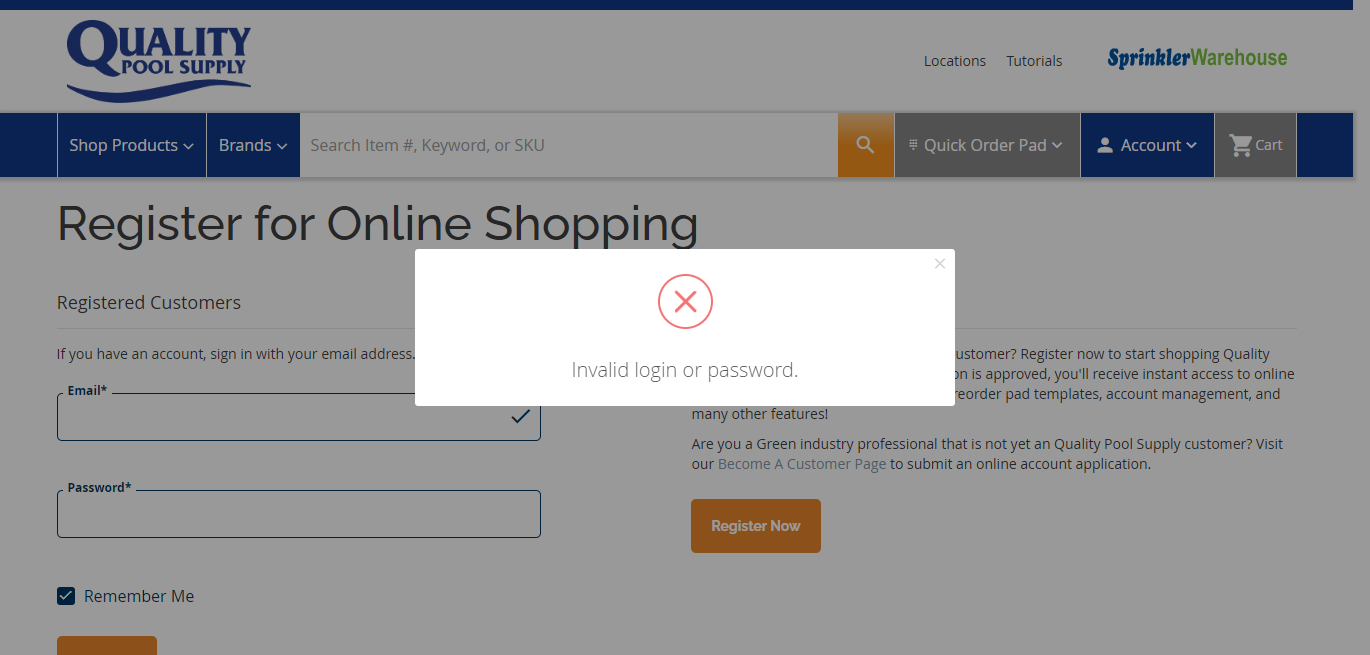 QUALITY
POOL SUPPLY
Locations Tutorials SprinklerWarehouse
Shop Products Brands Search Item #, Keyword, or SKU Quick Order Pad Account Cart
Register for Online Shopping
Registered Customers
Invalid login or password.
If you have an account, sign in with your email address.
Email*
Password*
Remember Me
ustomer? Register now to start shopping Quality
on is approved, you'll receive instant access to online
reorder pad templates, account management, and
many other features!
Are you a Green industry professional that is not yet an Quality Pool Supply customer? Visit
our Become A Customer Page to submit an online account application.
Register Now